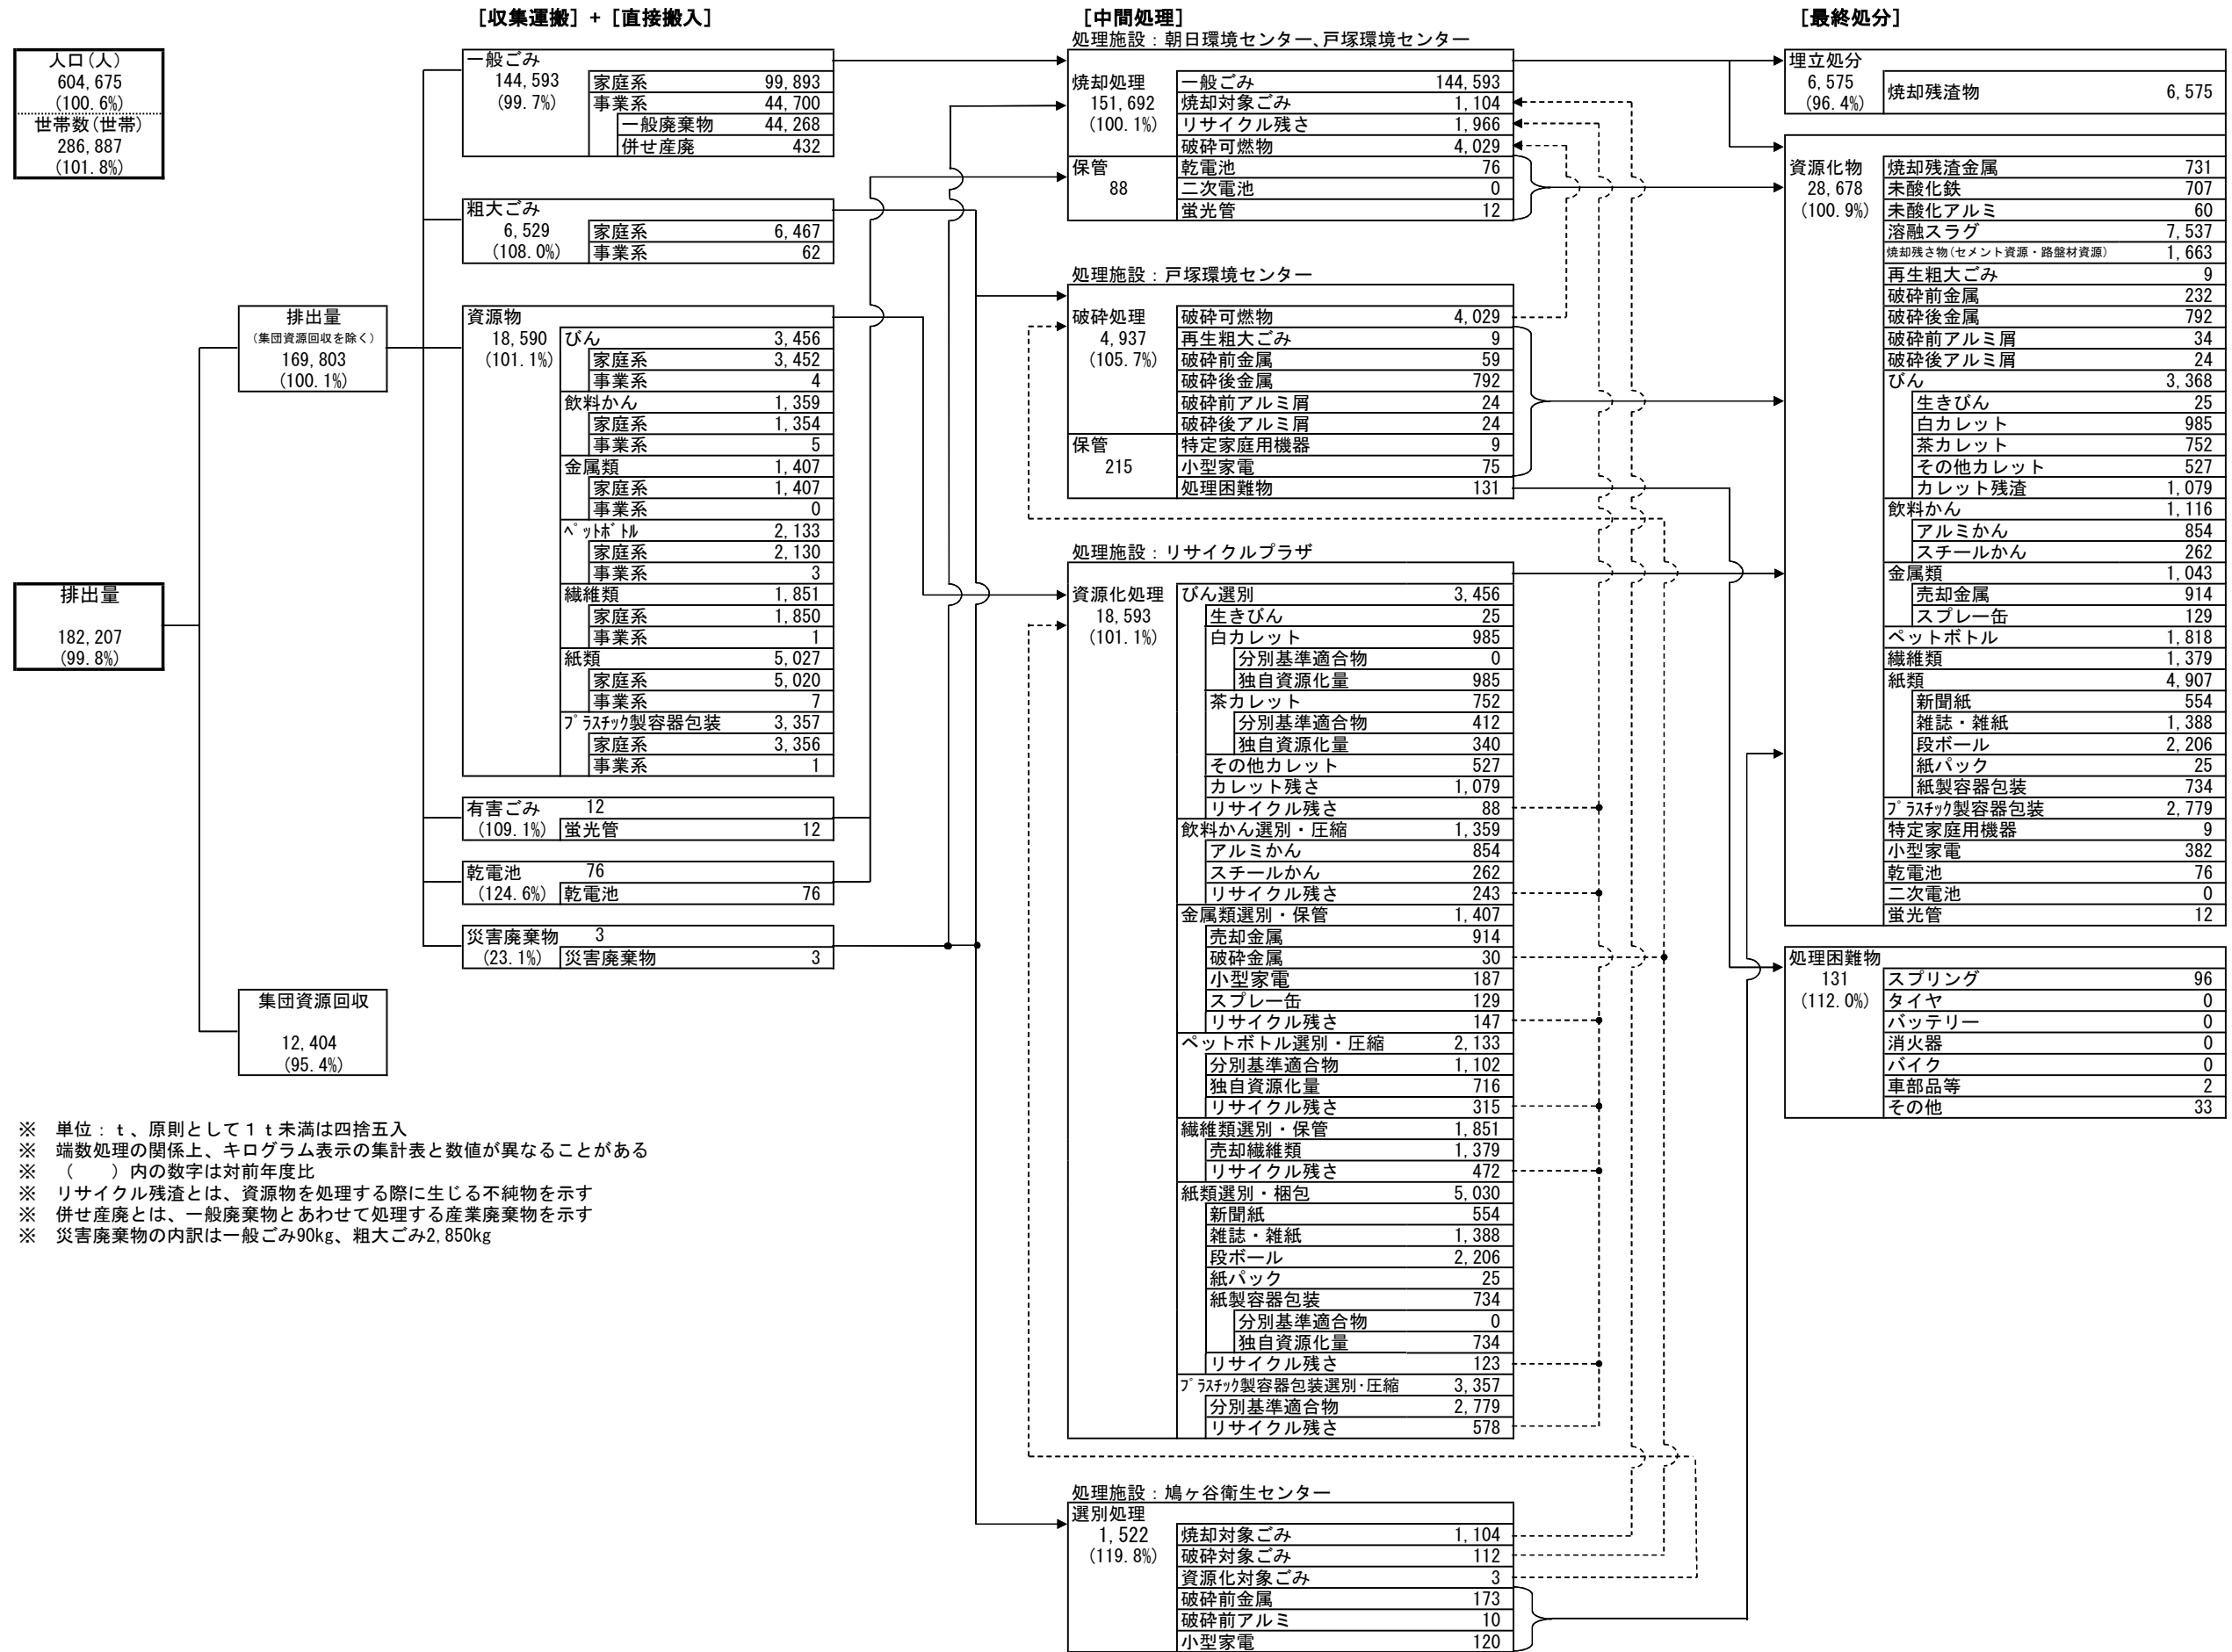 [収集運搬] + [直接搬入]
[中間処理]
[最終処分]
人口(人)
604,675
(100.6%)
世帯数(世帯)
286,887
(101.8%)
排出量
182,207
(99.8%)
排出量
(集団資源回収を除く)
169,803
(100.1%)
集団資源回収
12,404
(95.4%)
一般ごみ
144,593
(99.7%)
家庭系 99,893
事業系 44,700
一般廃棄物 44,268
併せ産廃 432
粗大ごみ
6,529
(108.0%)
家庭系 6,467
事業系 62
資源物
18,590
(101.1%)
びん 3,456
家庭系 3,452
事業系 4
飲料かん 1,359
家庭系 1,354
事業系 5
金属類 1,407
家庭系 1,407
事業系 0
ペットボトル 2,133
家庭系 2,130
事業系 3
繊維類 1,851
家庭系 1,850
事業系 1
紙類 5,027
家庭系 5,020
事業系 7
プラスチック製容器包装 3,357
家庭系 3,356
事業系 1
有害ごみ 12
(109.1%) 蛍光管 12
乾電池 76
(124.6%) 乾電池 76
災害廃棄物 3
(23.1%) 災害廃棄物 3
処理施設：朝日環境センター、戸塚環境センター
焼却処理
151,692
(100.1%)
一般ごみ 144,593
焼却対象ごみ 1,104
リサイクル残さ 1,966
破砕可燃物 4,029
保管
88
乾電池 76
二次電池 0
蛍光管 12
処理施設：戸塚環境センター
破砕処理
4,937
(105.7%)
破砕可燃物 4,029
再生粗大ごみ 9
破砕前金属 59
破砕後金属 792
破砕前アルミ屑 24
破砕後アルミ屑 24
保管
215
特定家庭用機器 9
小型家電 75
処理困難物 131
処理施設：リサイクルプラザ
資源化処理
18,593
(101.1%)
びん選別 3,456
生きびん 25
白カレット 985
分別基準適合物 0
独自資源化量 985
茶カレット 752
分別基準適合物 412
独自資源化量 340
その他カレット 527
カレット残さ 1,079
リサイクル残さ 88
飲料かん選別・圧縮 1,359
アルミかん 854
スチールかん 262
リサイクル残さ 243
金属類選別・保管 1,407
売却金属 914
破砕金属 30
小型家電 187
スプレー缶 129
リサイクル残さ 147
ペットボトル選別・圧縮 2,133
分別基準適合物 1,102
独自資源化量 716
リサイクル残さ 315
繊維類選別・保管 1,851
売却繊維類 1,379
リサイクル残さ 472
紙類選別・梱包 5,030
新聞紙 554
雑誌・雑紙 1,388
段ボール 2,206
紙パック 25
紙製容器包装 734
分別基準適合物 0
独自資源化量 734
リサイクル残さ 123
プラスチック製容器包装選別・圧縮 3,357
分別基準適合物 2,779
リサイクル残さ 578
処理施設：鳩ヶ谷衛生センター
選別処理
1,522
(119.8%)
焼却対象ごみ 1,104
破砕対象ごみ 112
資源化対象ごみ 3
破砕前金属 173
破砕前アルミ 10
小型家電 120
埋立処分
6,575
(96.4%)
焼却残渣物 6,575
資源化物
28,678
(100.9%)
焼却残渣金属 731
未酸化鉄 707
未酸化アルミ 60
溶融スラグ 7,537
焼却残さ物(セメント資源・路盤材資源) 1,663
再生粗大ごみ 9
破砕前金属 232
破砕後金属 792
破砕前アルミ屑 34
破砕後アルミ屑 24
びん 3,368
生きびん 25
白カレット 985
茶カレット 752
その他カレット 527
カレット残渣 1,079
飲料かん 1,116
アルミかん 854
スチールかん 262
金属類 1,043
売却金属 914
スプレー缶 129
ペットボトル 1,818
繊維類 1,379
紙類 4,907
新聞紙 554
雑誌・雑紙 1,388
段ボール 2,206
紙パック 25
紙製容器包装 734
プラスチック製容器包装 2,779
特定家庭用機器 9
小型家電 382
乾電池 76
二次電池 0
蛍光管 12
処理困難物
131
(112.0%)
スプリング 96
タイヤ 0
バッテリー 0
消火器 0
バイク 0
車部品等 2
その他 33
※ 単位：ｔ、原則として１ｔ未満は四捨五入
※ 端数処理の関係上、キログラム表示の集計表と数値が異なることがある
※ （　　）内の数字は対前年度比
※ リサイクル残渣とは、資源物を処理する際に生じる不純物を示す
※ 併せ産廃とは、一般廃棄物とあわせて処理する産業廃棄物を示す
※ 災害廃棄物の内訳は一般ごみ90kg、粗大ごみ2,850kg